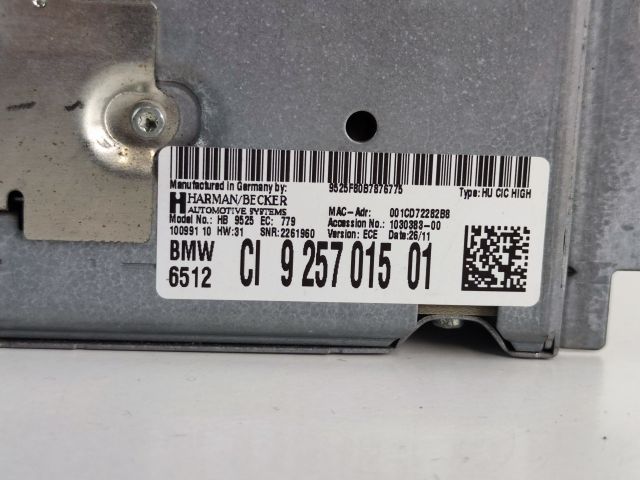 Manufactured in Germany by: 9525F80B7876775 Type: HU CIC HIGH
HARMAN/BECKER
AUTOMOTIVE SYSTEMS
MAC-Adr: 001CD72262B8
Model No.: HB 9525 EC: 779 Accession No.: 1030383-00
100991 10 HW:31 SNR:2261960 Version: ECE Date:26/11
BMW
6512 CI 9 257 015 01